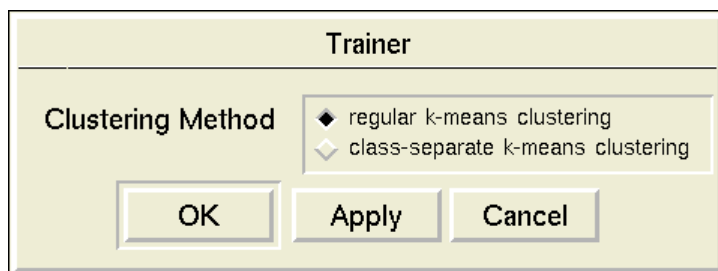 Trainer
Clustering Method
regular k-means clustering
class-separate k-means clustering
OK Apply Cancel